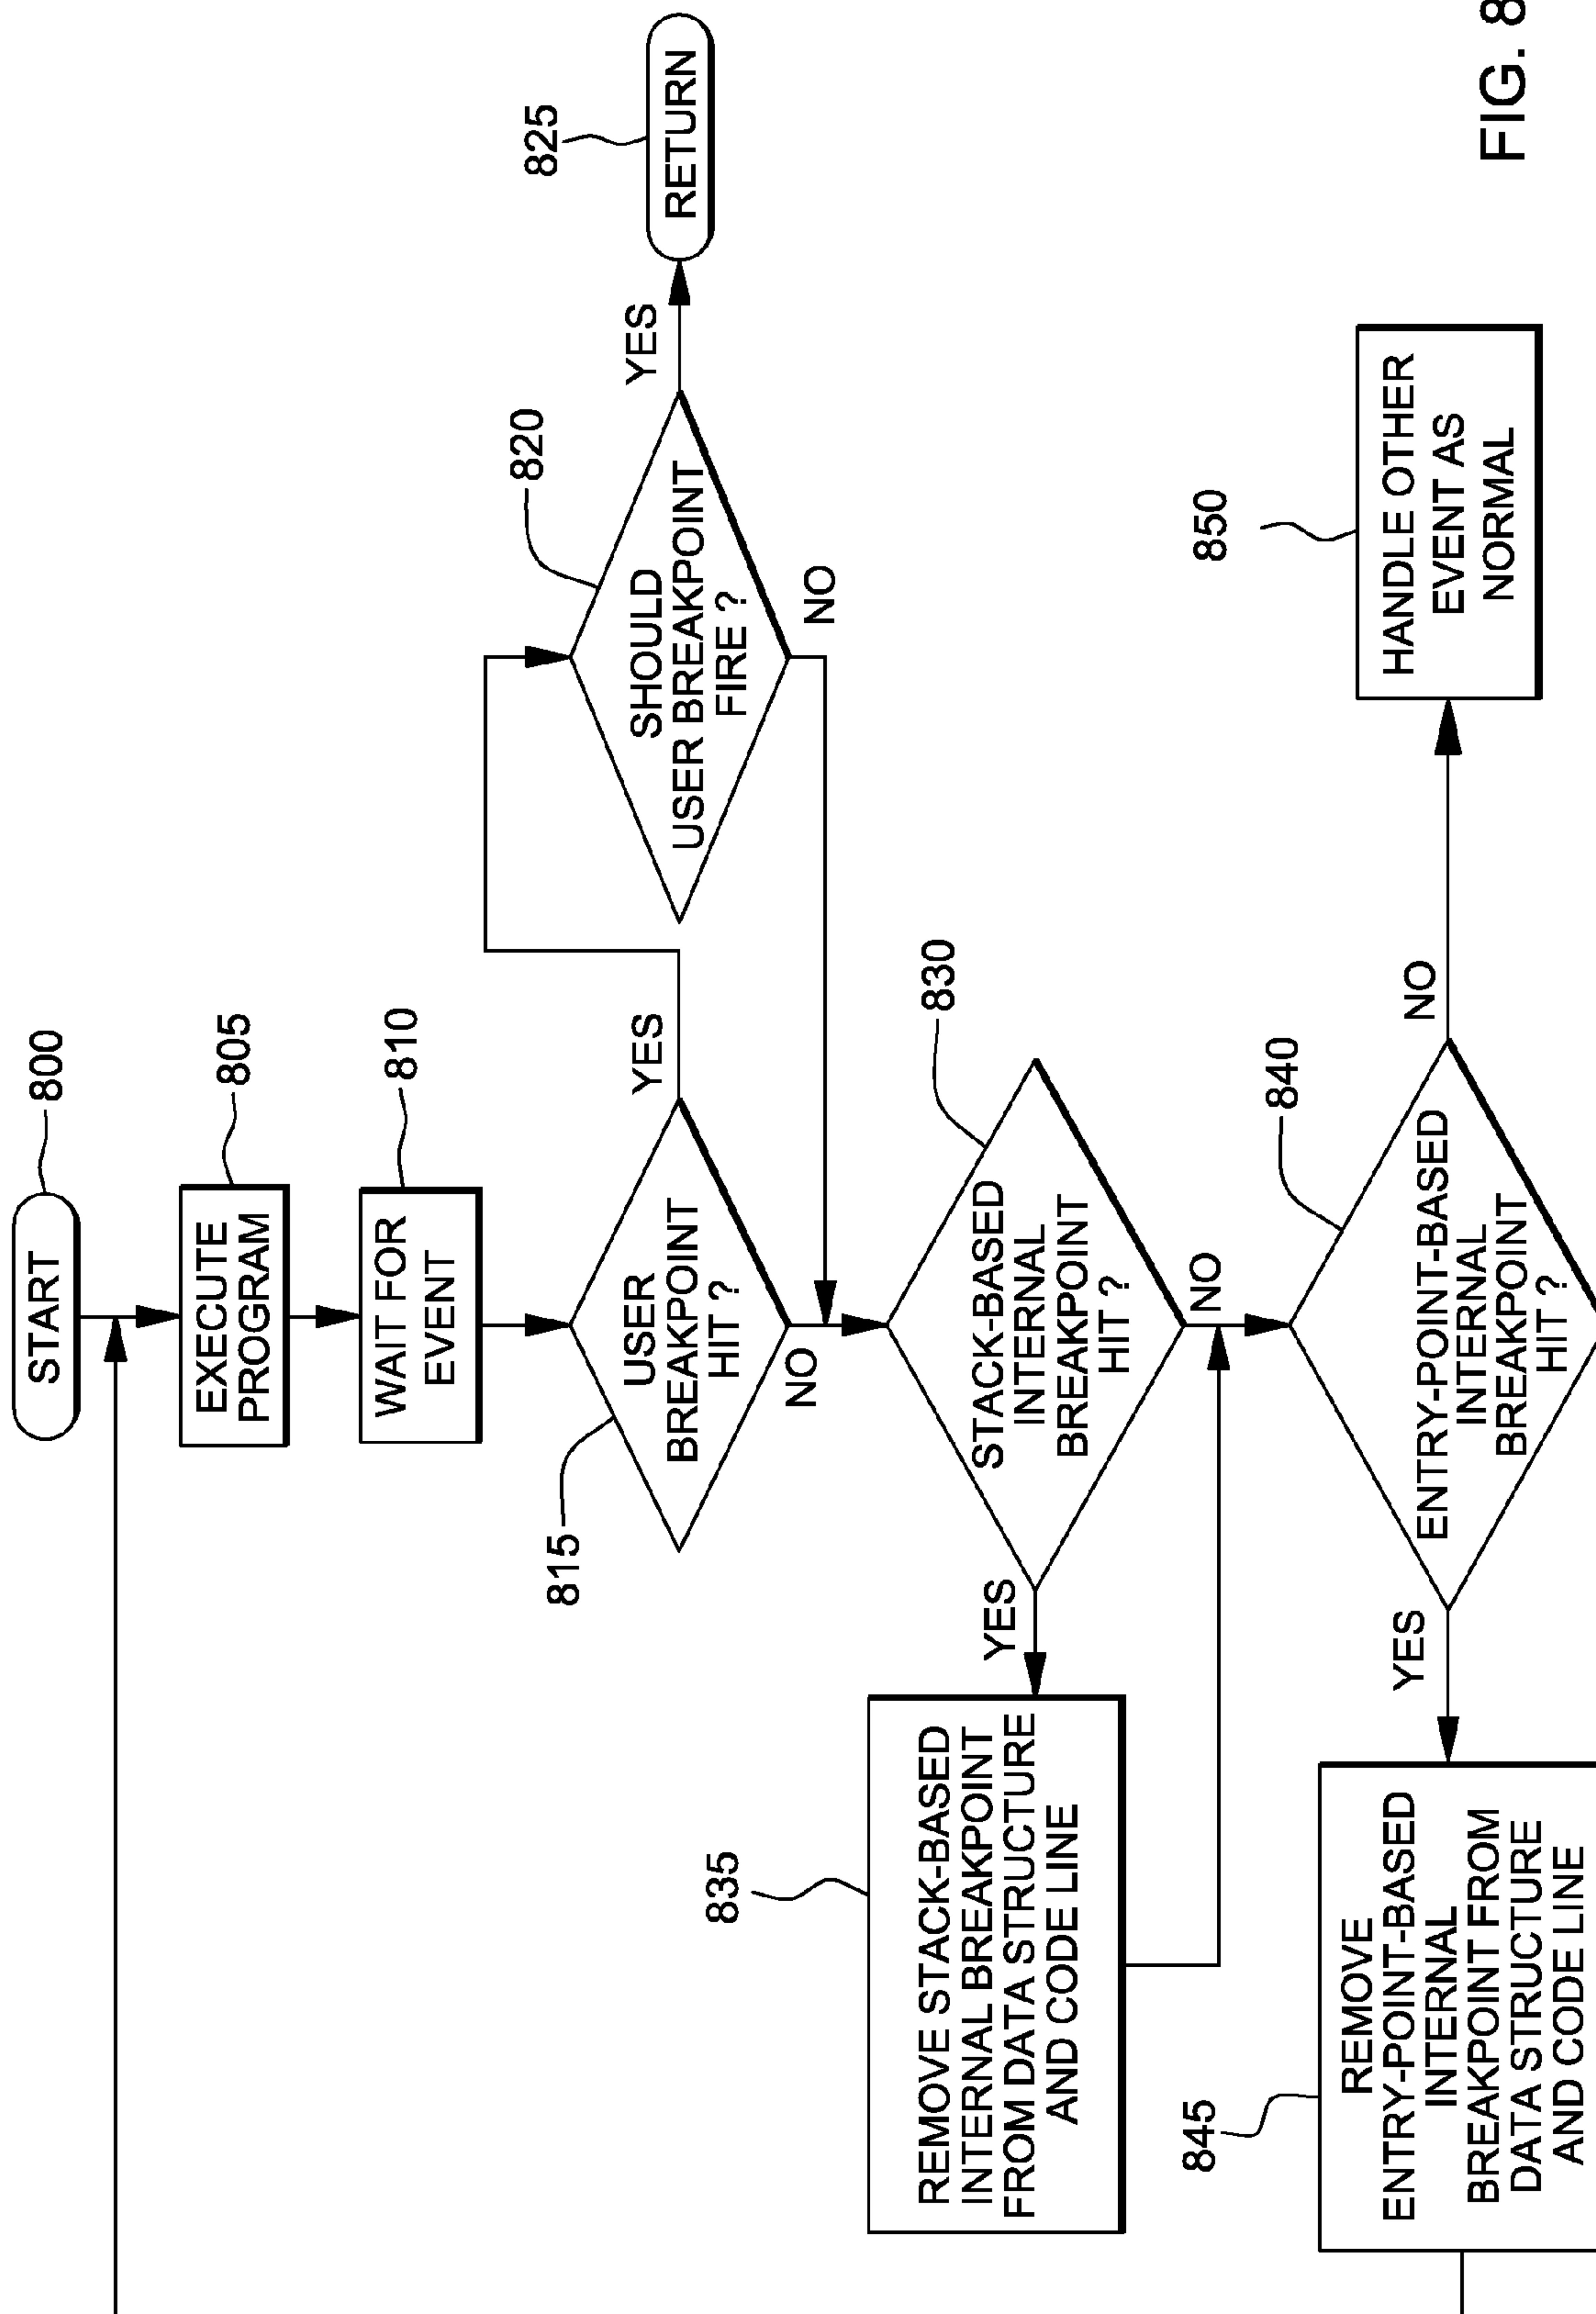 800
START
805
EXECUTE
PROGRAM
810
WAIT FOR
EVENT
815
USER
BREAKPOINT
HIT ?
YES
NO
820
SHOULD
USER BREAKPOINT
FIRE ?
YES
NO
825
RETURN
830
STACK-BASED
INTERNAL
BREAKPOINT
HIT ?
YES
NO
835
REMOVE STACK-BASED
INTERNAL BREAKPOINT
FROM DATA STRUCTURE
AND CODE LINE
840
ENTRY-POINT-BASED
INTERNAL
BREAKPOINT
HIT ?
YES
NO
845
REMOVE
ENTRY-POINT-BASED
INTERNAL
BREAKPOINT FROM
DATA STRUCTURE
AND CODE LINE
850
HANDLE OTHER
EVENT AS
NORMAL
FIG. 8